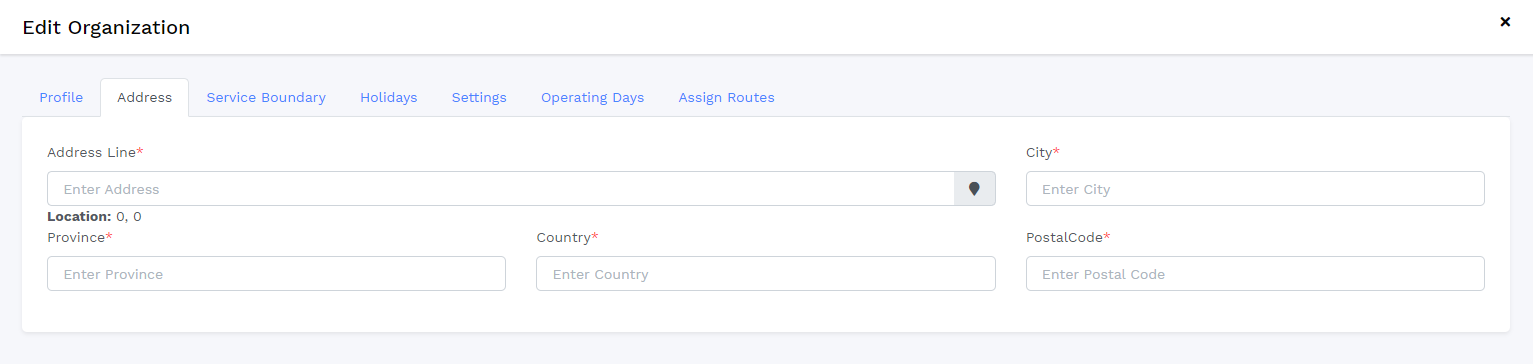 Edit Organization ×
Profile Address Service Boundary Holidays Settings Operating Days Assign Routes
Address Line* City*
Enter Address Enter City
Location: 0, 0
Province* Country* PostalCode*
Enter Province Enter Country Enter Postal Code